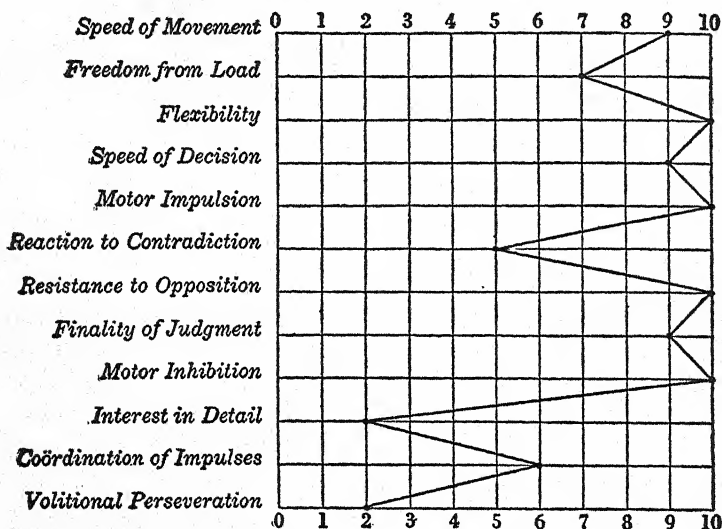 Speed of Movement 0 1 2 3 4 5 6 7 8 9 10
Freedom from Load
Flexibility
Speed of Decision
Motor Impulsion
Reaction to Contradiction
Resistance to Opposition
Finality of Judgment
Motor Inhibition
Interest in Detail
Coördination of Impulses
Volitional Perseveration
0 1 2 3 4 5 6 7 8 9 10